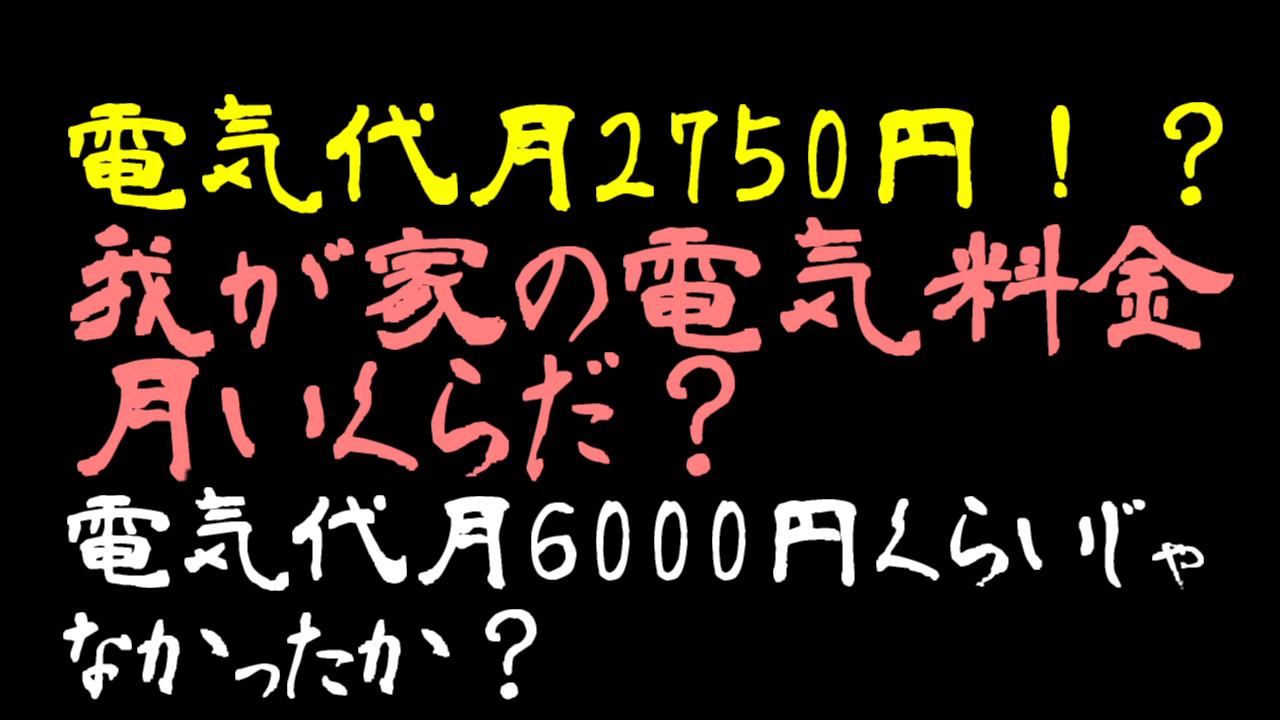 電気代月2750円！？
我が家の電気料金
月いくらだ？
電気代月6000円くらいじゃ
なかったか？